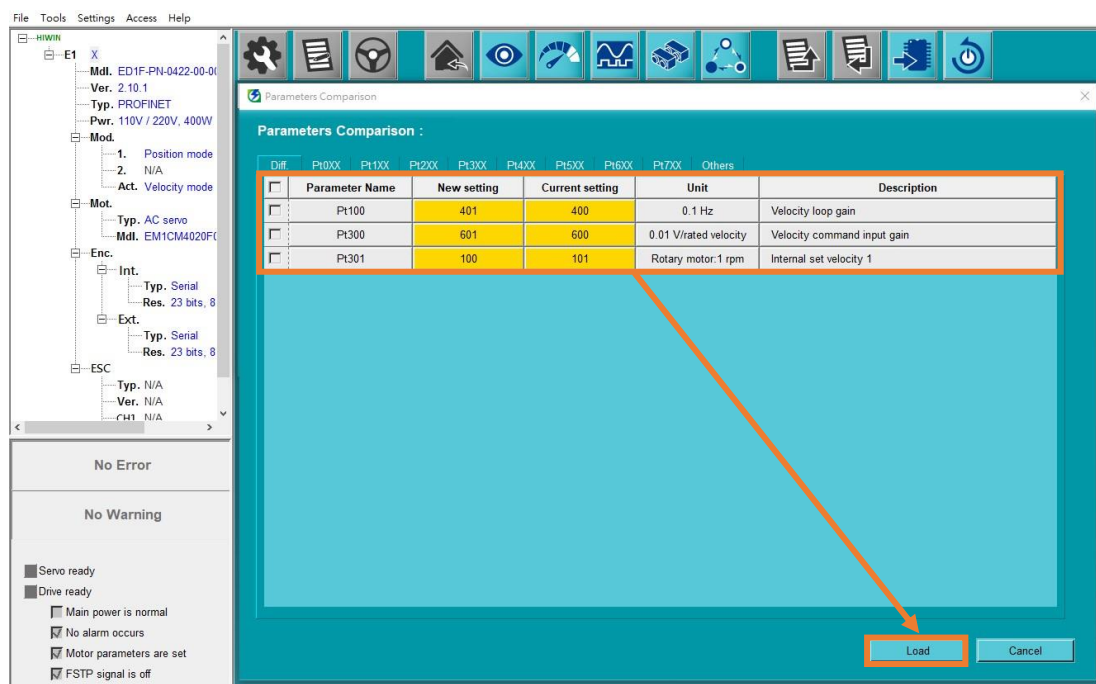 File Tools Settings Access Help
HIWIN
E1 X
Mdl. ED1F-PN-0422-00-0
Ver. 2.10.1
Typ. PROFINET
Pwr. 110V / 220V, 400W
Mod.
1. Position mode
2. N/A
Act. Velocity mode
Mot.
Typ. AC servo
Mdl. EM1CM4020F
Enc.
Int.
Typ. Serial
Res. 23 bits, 8
Ext.
Typ. Serial
Res. 23 bits, 8
ESC
Typ. N/A
Ver. N/A
CH1 N/A
No Error
No Warning
Servo ready
Drive ready
Main power is normal
No alarm occurs
Motor parameters are set
FSTP signal is off
Parameters Comparison
Parameters Comparison :
Diff. Pt0XX Pt1XX Pt2XX Pt3XX Pt4XX Pt5XX Pt6XX Pt7XX Others
Parameter Name New setting Current setting Unit Description
Pt100 401 400 0.1 Hz Velocity loop gain
Pt300 601 600 0.01 V/rated velocity Velocity command input gain
Pt301 100 101 Rotary motor:1 rpm Internal set velocity 1
Load Cancel